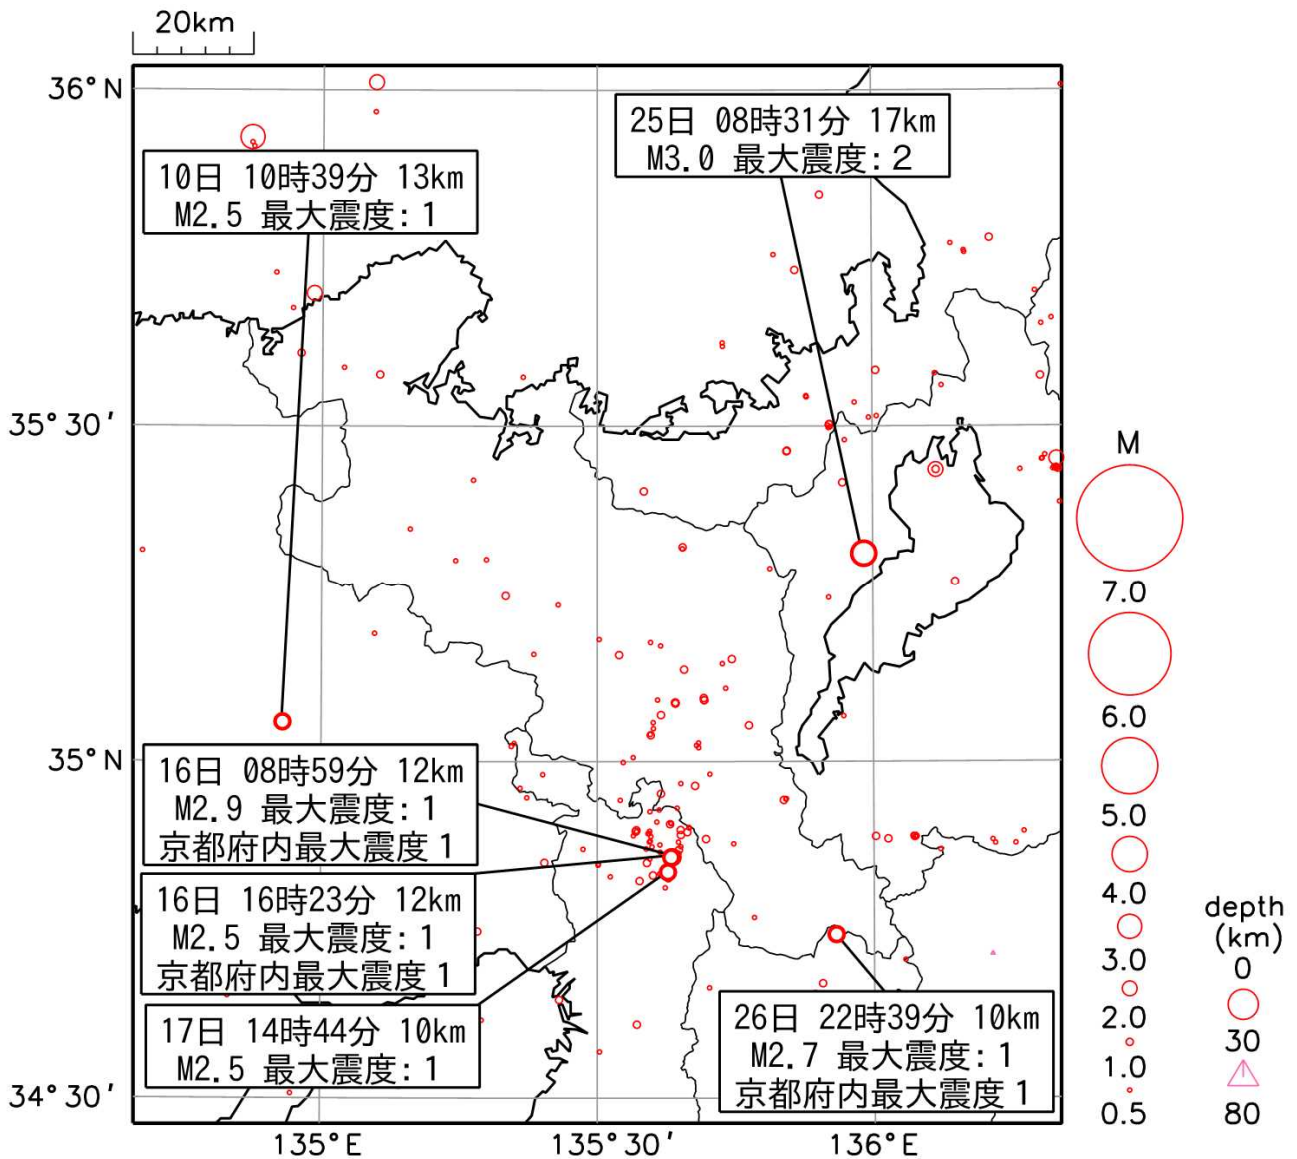 20km
36°N
25日 08時31分 17km
M3.0 最大震度:2
10日 10時39分 13km
M2.5 最大震度:1
35°30′
M
7.0
6.0
35°N
16日 08時59分 12km
M2.9 最大震度:1
京都府内最大震度1
5.0
4.0
16日 16時23分 12km
M2.5 最大震度:1
京都府内最大震度1
depth
(km)
3.0
0
17日 14時44分 10km
M2.5 最大震度:1
26日 22時39分 10km
M2.7 最大震度:1
京都府内最大震度1
2.0
30
1.0
34°30′
0.5
80
135°E
135°30′
136°E